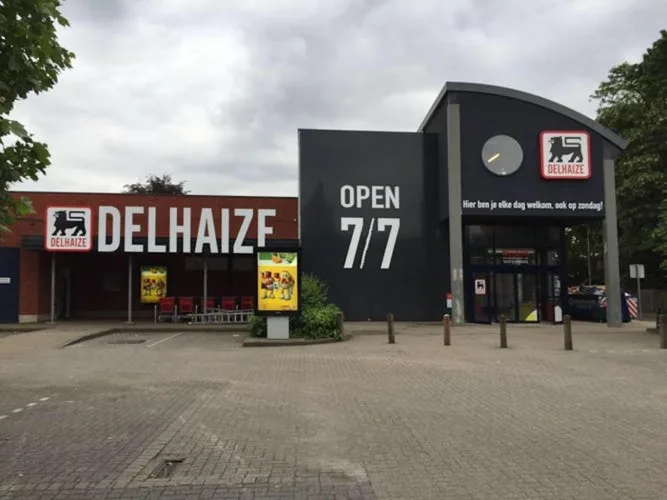 DELHAIZE
DELHAIZE
OPEN
7/7
DELHAIZE
Hier ben je elke dag welkom, ook op zondag!